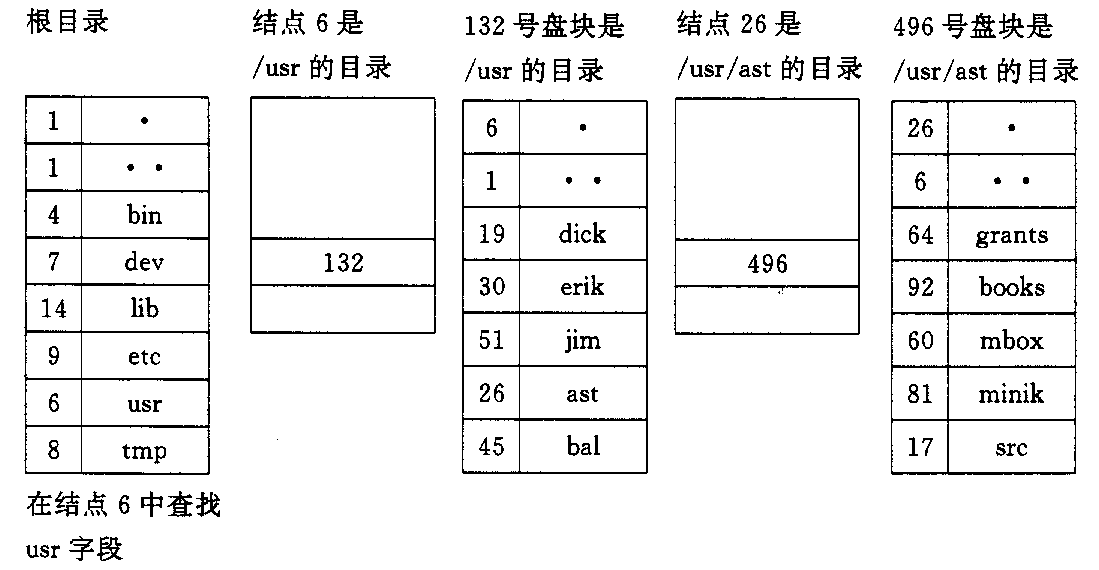 根目录
1 •
1 • •
4 bin
7 dev
14 lib
9 etc
6 usr
8 tmp
在结点 6 中查找
usr 字段
结点 6 是
/usr 的目录
132
132 号盘块是
/usr 的目录
6 •
1 • •
19 dick
30 erik
51 jim
26 ast
45 bal
结点 26 是
/usr/ast 的目录
496
496 号盘块是
/usr/ast 的目录
26 •
6 • •
64 grants
92 books
60 mbox
81 minik
17 src